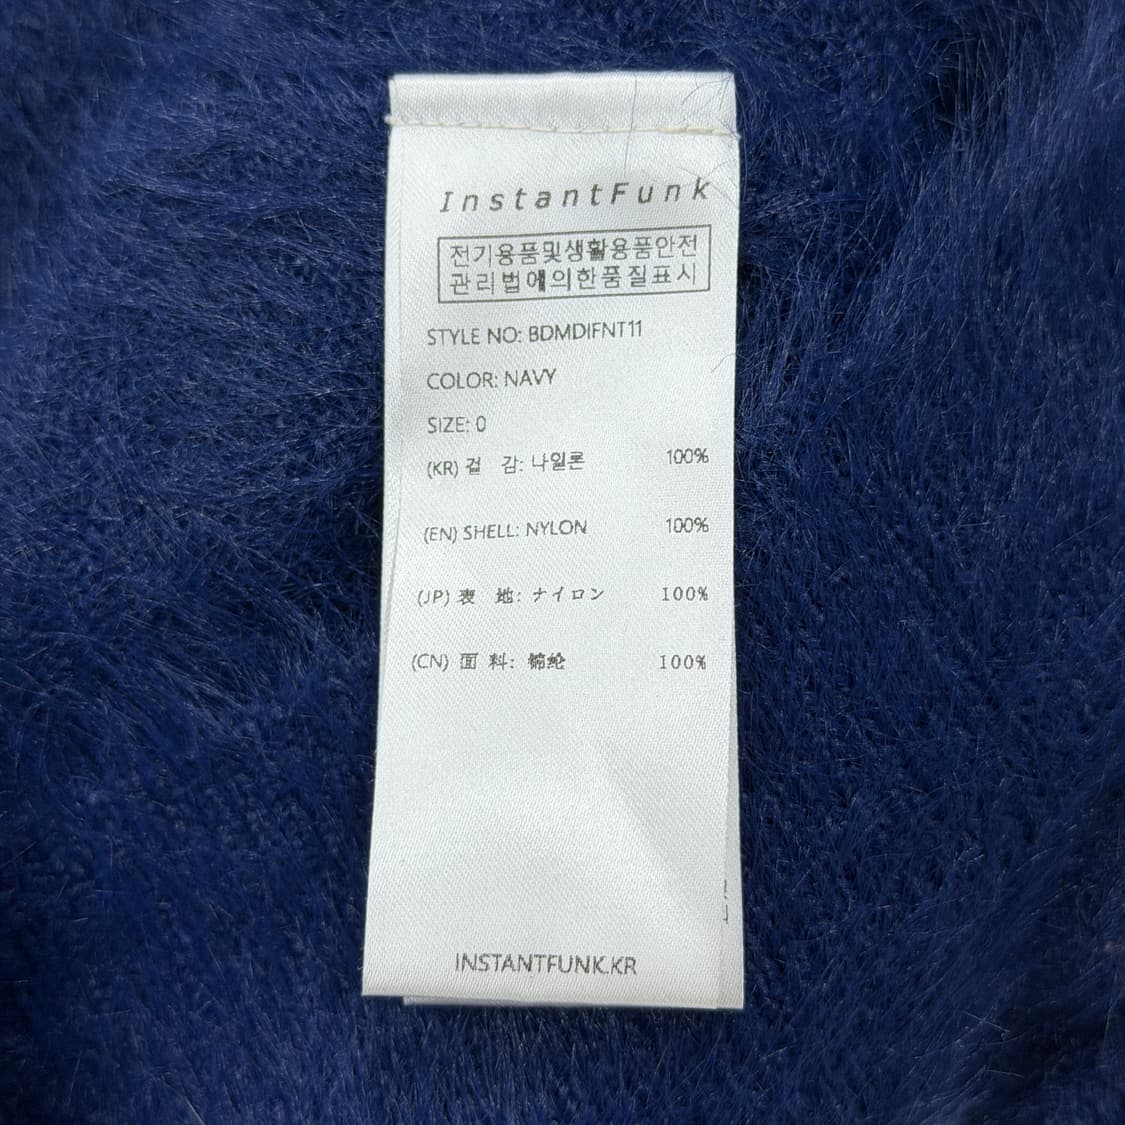 InstantFunk
전기용품및생활용품안전
관리법에의한품질표시
STYLE NO: BDMDIFNT11
COLOR: NAVY
SIZE: 0
(KR) 겉 감: 나일론 100%
(EN) SHELL: NYLON 100%
(JP) 表 地: ナイロン 100%
(CN) 面 料: 锦纶 100%
INSTANTFUNK.KR